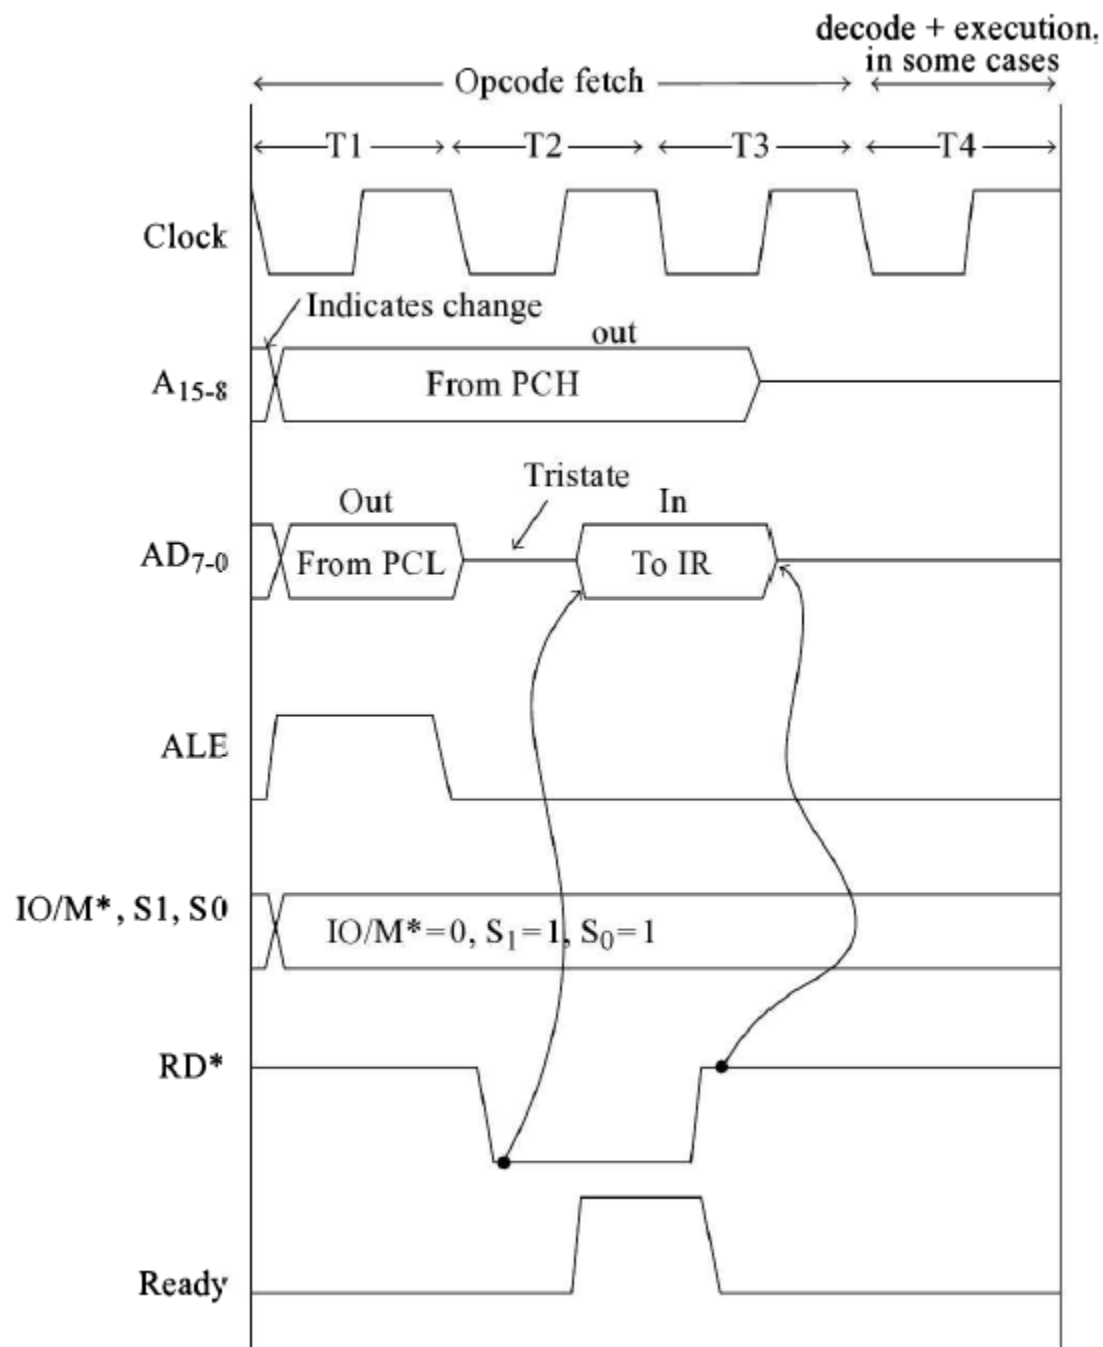 decode + execution,
in some cases
Opcode fetch
T1 T2 T3 T4
Clock
Indicates change
out
A15-8 From PCH
Tristate
Out In
AD7-0 From PCL To IR
ALE
IO/M*, S1, S0
IO/M*=0, S1=1, S0=1
RD*
Ready